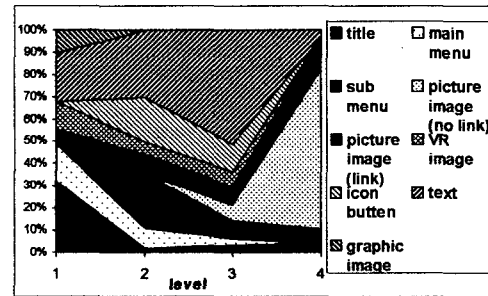 100%
90%
80%
70%
60%
50%
40%
30%
20%
10%
0%
1 2 3 4
level
title
main
menu
sub
menu
picture
image
(no link)
picture
image
(link)
VR
image
icon
butten
text
graphic
image